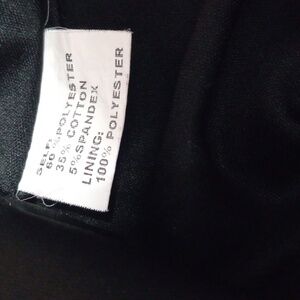 SELF:
60%POLYESTER
35% COTTON
5%SPANDEX
LINING:
100% POLYESTER